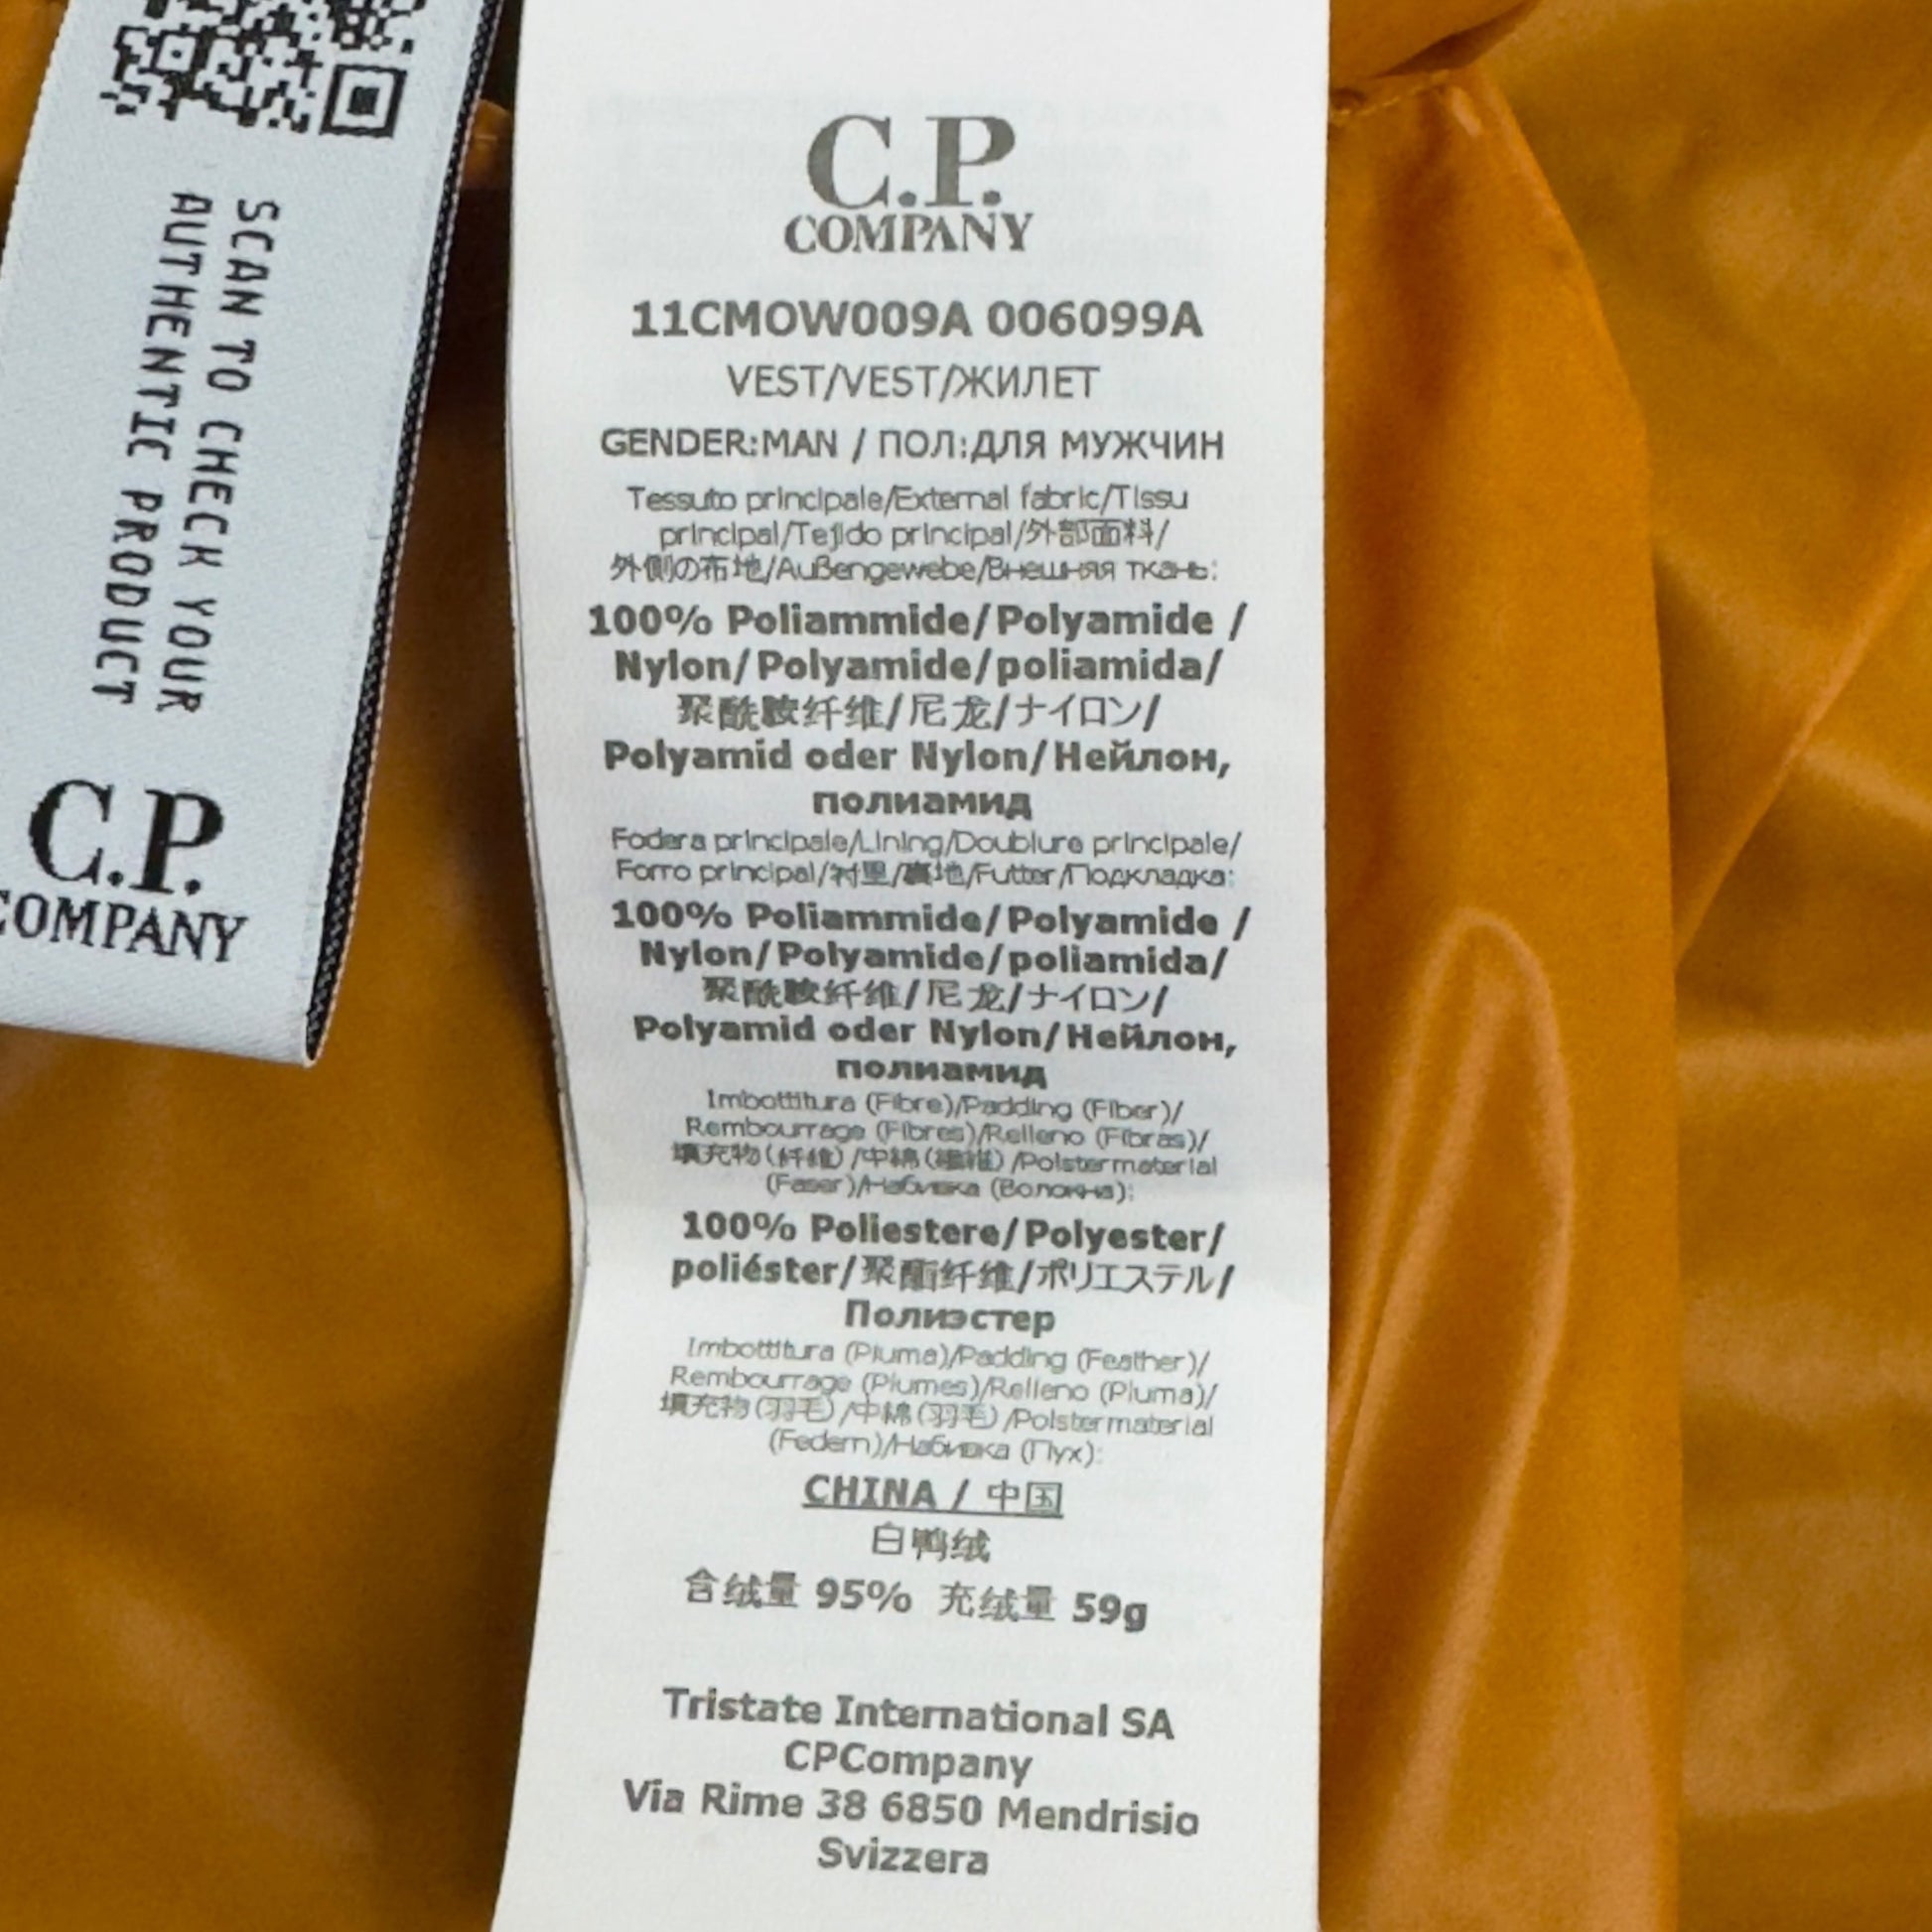 SCAN TO CHECK YOUR
AUTHENTIC PRODUCT
C.P.
COMPANY
C.P.
COMPANY
11CMOW009A 006099A
VEST/VEST/ЖИЛЕТ
GENDER:MAN / ПОЛ:ДЛЯ МУЖЧИН
Tessuto principale/External fabric/Tissu
principal/Tejido principal/外部面料/
外側の布地/Außengewebe/Внешняя ткань:
100% Poliammide/Polyamide /
Nylon/Polyamide/poliamida/
聚酰胺纤维/尼龙/ナイロン/
Polyamid oder Nylon/Нейлон,
полиамид
Fodera principale/Lining/Doublure principale/
Forro principal/衬里/裏地/Futter/Подкладка:
100% Poliammide/Polyamide /
Nylon/Polyamide/poliamida/
聚酰胺纤维/尼龙/ナイロン/
Polyamid oder Nylon/Нейлон,
полиамид
Imbottitura (Fibre)/Padding (Fiber)/
Rembourrage (Fibres)/Relleno (Fibras)/
填充物(纤维)/中綿(繊維)/Polstermaterial
(Faser)/Набивка (Волокна):
100% Poliestere/Polyester/
poliéster/聚酯纤维/ポリエステル/
Полиэстер
Imbottitura (Piuma)/Padding (Feather)/
Rembourrage (Plumes)/Relleno (Pluma)/
填充物(羽毛)/中綿(羽毛)/Polstermaterial
(Federn)/Набивка (Пух):
CHINA / 中国
白鸭绒
含绒量 95% 充绒量 59g
Tristate International SA
CPCompany
Via Rime 38 6850 Mendrisio
Svizzera